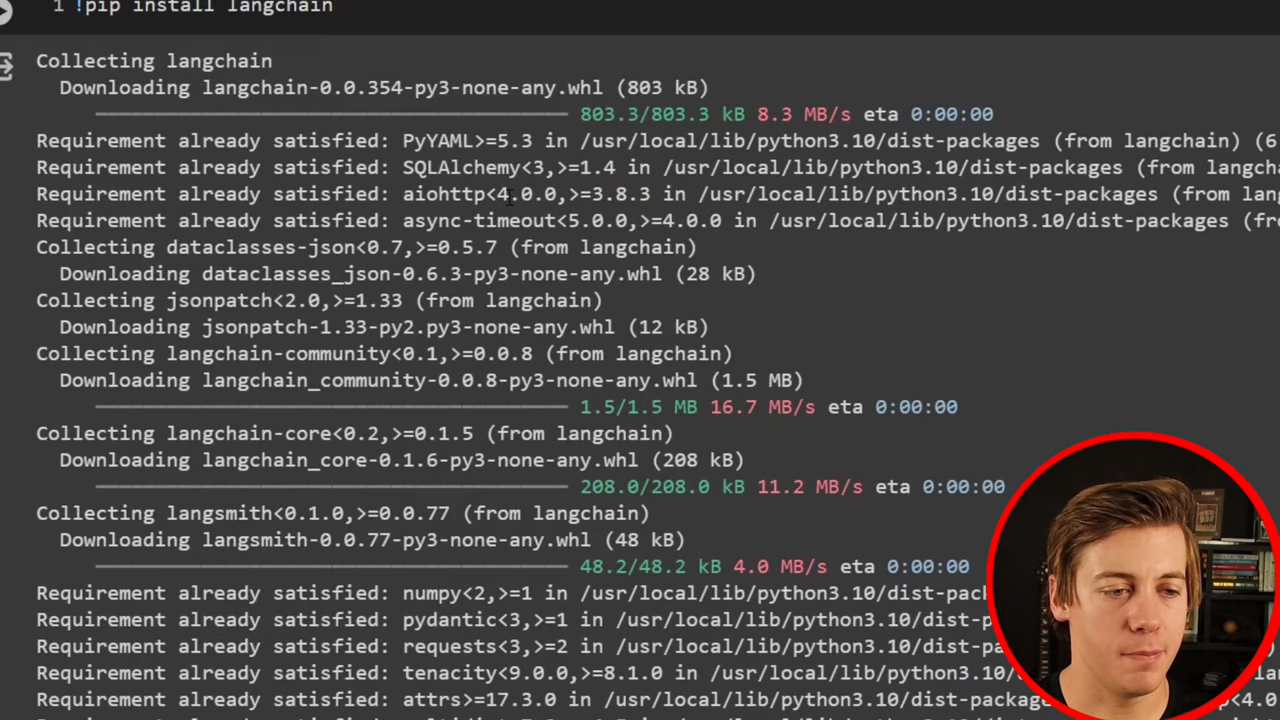 1 !pip install langchain
Collecting langchain
Downloading langchain-0.0.354-py3-none-any.whl (803 kB)
803.3/803.3 kB 8.3 MB/s eta 0:00:00
Requirement already satisfied: PyYAML>=5.3 in /usr/local/lib/python3.10/dist-packages (from langchain) (6
Requirement already satisfied: SQLAlchemy<3,>=1.4 in /usr/local/lib/python3.10/dist-packages (from langcha
Requirement already satisfied: aiohttp<4.0.0,>=3.8.3 in /usr/local/lib/python3.10/dist-packages (from lang
Requirement already satisfied: async-timeout<5.0.0,>=4.0.0 in /usr/local/lib/python3.10/dist-packages (fr
Collecting dataclasses-json<0.7,>=0.5.7 (from langchain)
Downloading dataclasses_json-0.6.3-py3-none-any.whl (28 kB)
Collecting jsonpatch<2.0,>=1.33 (from langchain)
Downloading jsonpatch-1.33-py2.py3-none-any.whl (12 kB)
Collecting langchain-community<0.1,>=0.0.8 (from langchain)
Downloading langchain_community-0.0.8-py3-none-any.whl (1.5 MB)
1.5/1.5 MB 16.7 MB/s eta 0:00:00
Collecting langchain-core<0.2,>=0.1.5 (from langchain)
Downloading langchain_core-0.1.6-py3-none-any.whl (208 kB)
208.0/208.0 kB 11.2 MB/s eta 0:00:00
Collecting langsmith<0.1.0,>=0.0.77 (from langchain)
Downloading langsmith-0.0.77-py3-none-any.whl (48 kB)
48.2/48.2 kB 4.0 MB/s eta 0:00:00
Requirement already satisfied: numpy<2,>=1 in /usr/local/lib/python3.10/dist-pack
Requirement already satisfied: pydantic<3,>=1 in /usr/local/lib/python3.10/dist-p
Requirement already satisfied: requests<3,>=2 in /usr/local/lib/python3.10/dist-p
Requirement already satisfied: tenacity<9.0.0,>=8.1.0 in /usr/local/lib/python3.1
Requirement already satisfied: attrs>=17.3.0 in /usr/local/lib/python3.10/dist-package